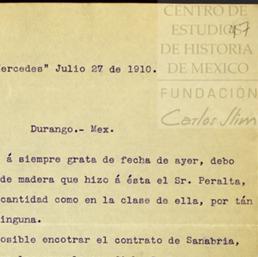 CENTRO DE
ESTUDIOS
DE HISTORIA
DE MEXICO
FUNDACIÓN
Carlos Slim
ercedes" Julio 27 de 1910.
Durango.- Mex.
á siempre grata de fecha de ayer, debo
de madera que hizo á ésta el Sr. Peralta,
cantidad como en la clase de ella, por tán
inguna.
osible encotrar el contrato de Sanabria,